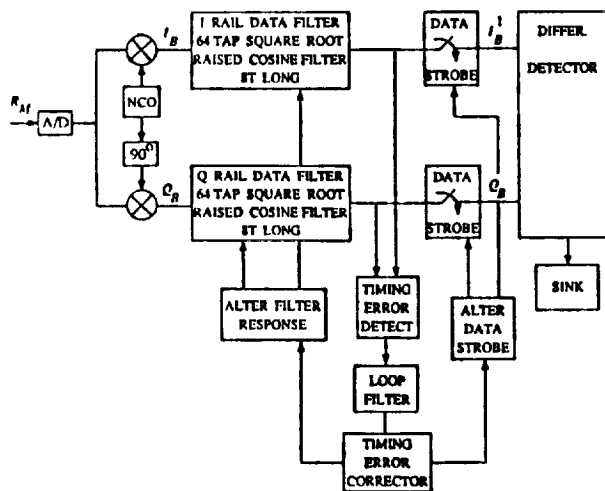 I RAIL DATA FILTER
64 TAP SQUARE ROOT
RAISED COSINE FILTER
8T LONG
DATA
STROBE
I_B^1
DIFFER.
DETECTOR
I_B
R_M
A/D
NCO
90°
Q_B
Q RAIL DATA FILTER
64 TAP SQUARE ROOT
RAISED COSINE FILTER
8T LONG
DATA
STROBE
Q_B
SINK
ALTER FILTER
RESPONSE
TIMING
ERROR
DETECT
ALTER
DATA
STROBE
LOOP
FILTER
TIMING
ERROR
CORRECTOR